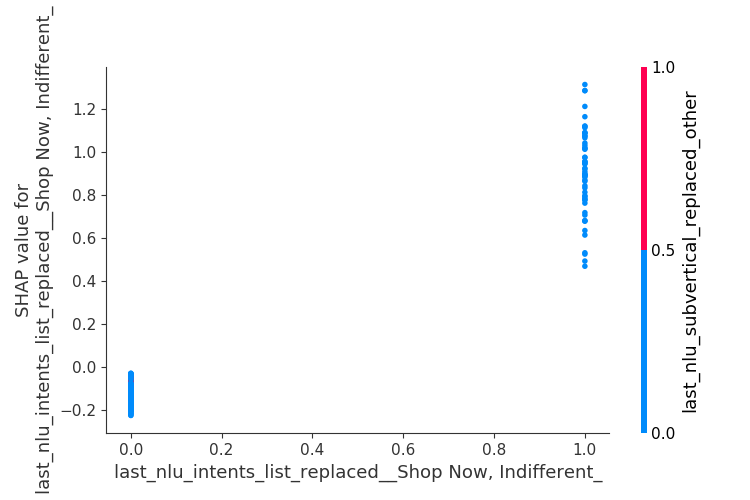 SHAP value for
last_nlu_intents_list_replaced__Shop Now, Indifferent_
1.2
1.0
0.8
0.6
0.4
0.2
0.0
−0.2
0.0 0.2 0.4 0.6 0.8 1.0
last_nlu_intents_list_replaced__Shop Now, Indifferent_
1.0
0.5
0.0
last_nlu_subvertical_replaced_other